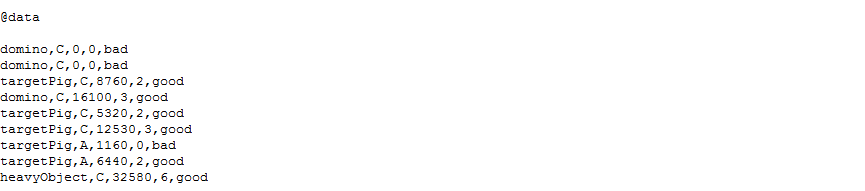 @data
domino,C,0,0,bad
domino,C,0,0,bad
targetPig,C,8760,2,good
domino,C,16100,3,good
targetPig,C,5320,2,good
targetPig,C,12530,3,good
targetPig,A,1160,0,bad
targetPig,A,6440,2,good
heavyObject,C,32580,6,good